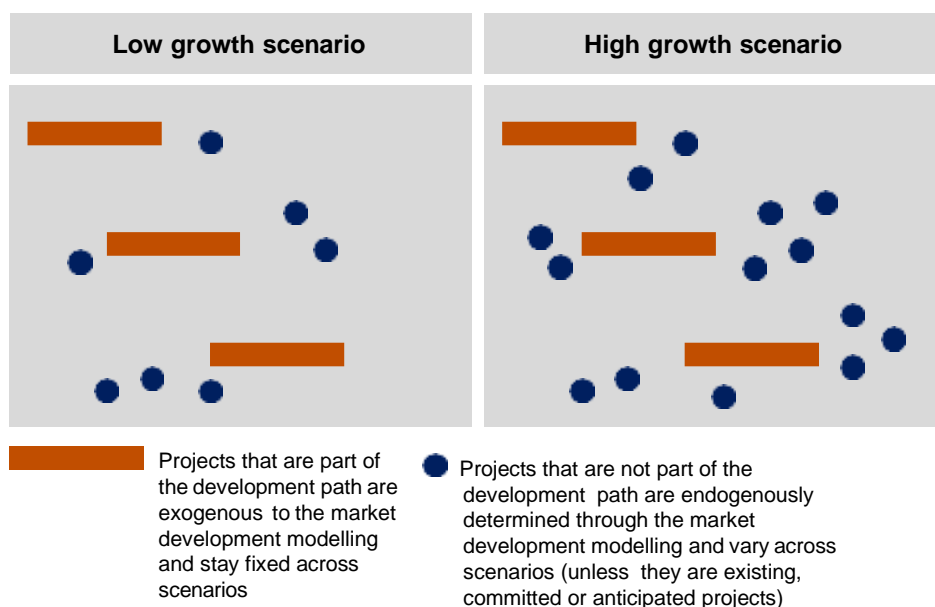 Low growth scenario
High growth scenario
Projects that are part of
the development path are
exogenous to the market
development modelling
and stay fixed across
scenarios
Projects that are not part of the
development path are endogenously
determined through the market
development modelling and vary across
scenarios (unless they are existing,
committed or anticipated projects)